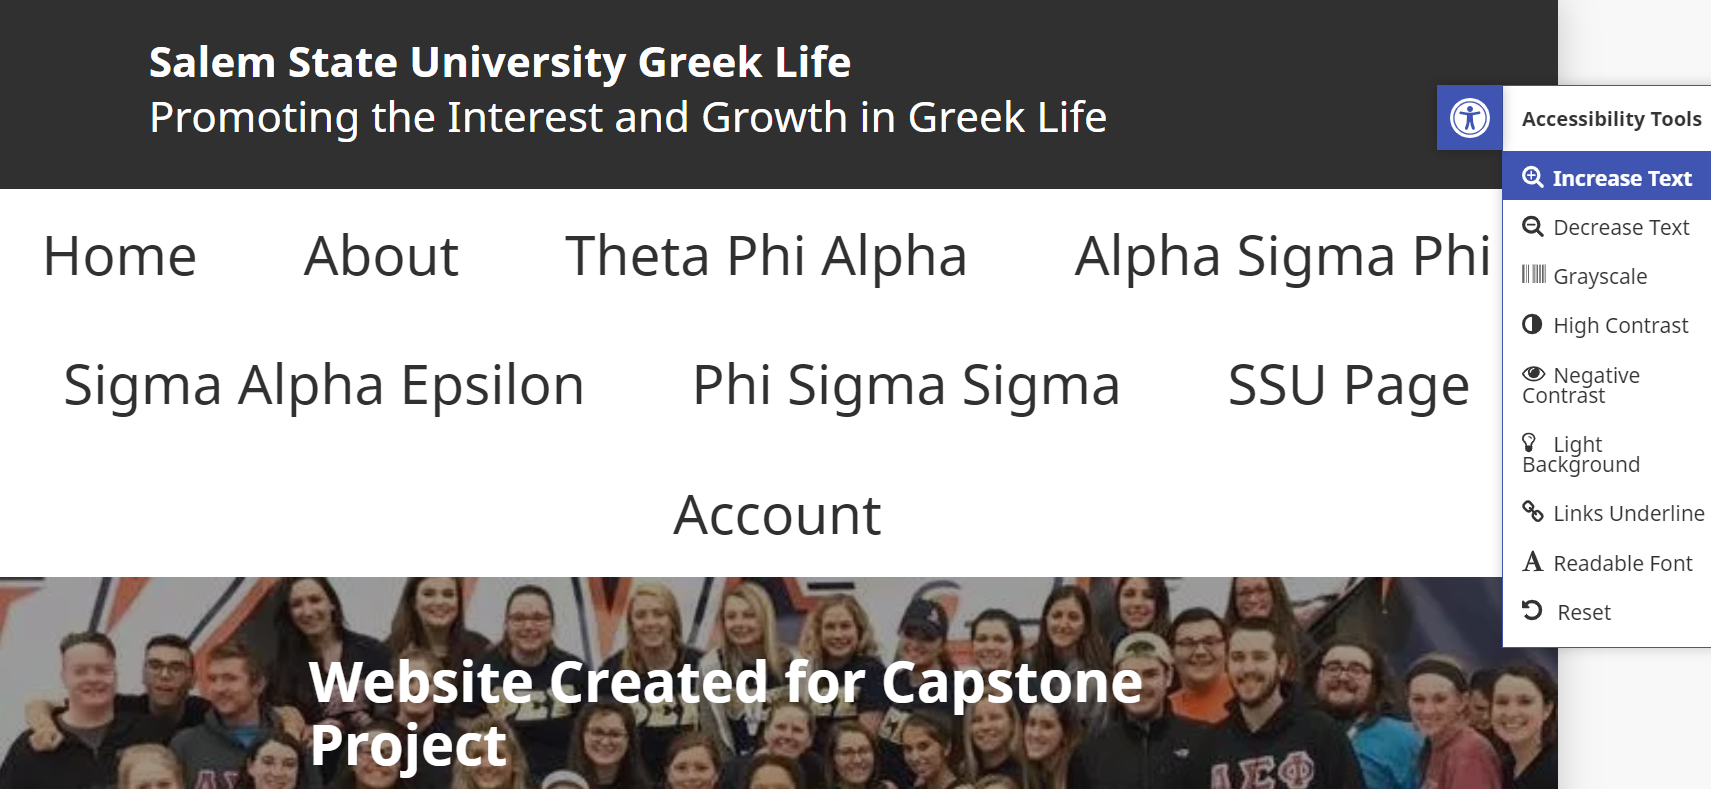 Salem State University Greek Life
Promoting the Interest and Growth in Greek Life
Home About Theta Phi Alpha Alpha Sigma Phi
Sigma Alpha Epsilon Phi Sigma Sigma SSU Page
Account
Website Created for Capstone
Project
ΑΕΦ
Accessibility Tools
Increase Text
Decrease Text
Grayscale
High Contrast
Negative
Contrast
Light
Background
Links Underline
Readable Font
Reset